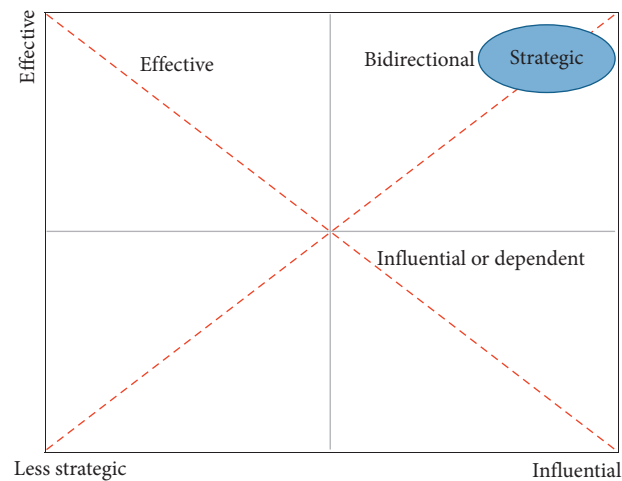 Effective
Effective
Bidirectional
Strategic
Influential or dependent
Less strategic
Influential